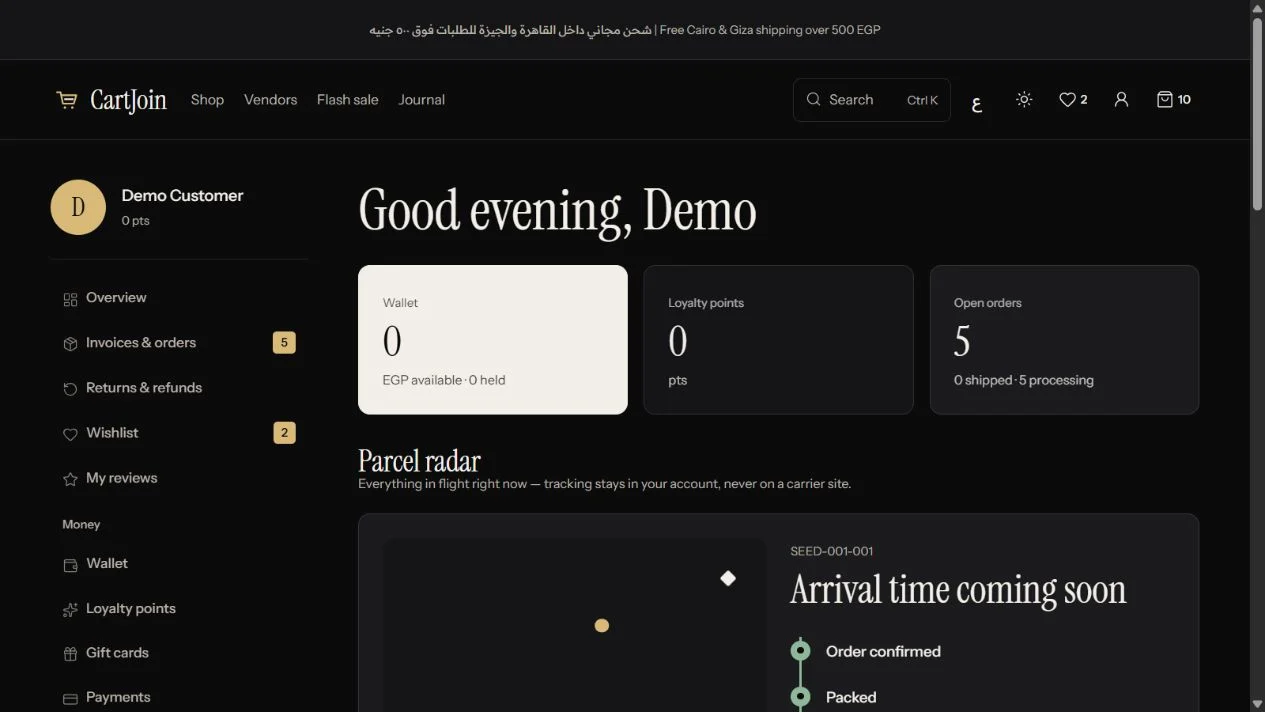 شحن مجاني داخل القاهرة والجيزة للطلبات فوق ٥٠٠ جنيه | Free Cairo & Giza shipping over 500 EGP
CartJoin
Shop
Vendors
Flash sale
Journal
Search
Ctrl K
ع
2
10
D
Demo Customer
0 pts
Overview
Invoices & orders
5
Returns & refunds
Wishlist
2
My reviews
Money
Wallet
Loyalty points
Gift cards
Payments
Good evening, Demo
Wallet
0
EGP available · 0 held
Loyalty points
0
pts
Open orders
5
0 shipped · 5 processing
Parcel radar
Everything in flight right now — tracking stays in your account, never on a carrier site.
SEED-001-001
Arrival time coming soon
Order confirmed
Packed